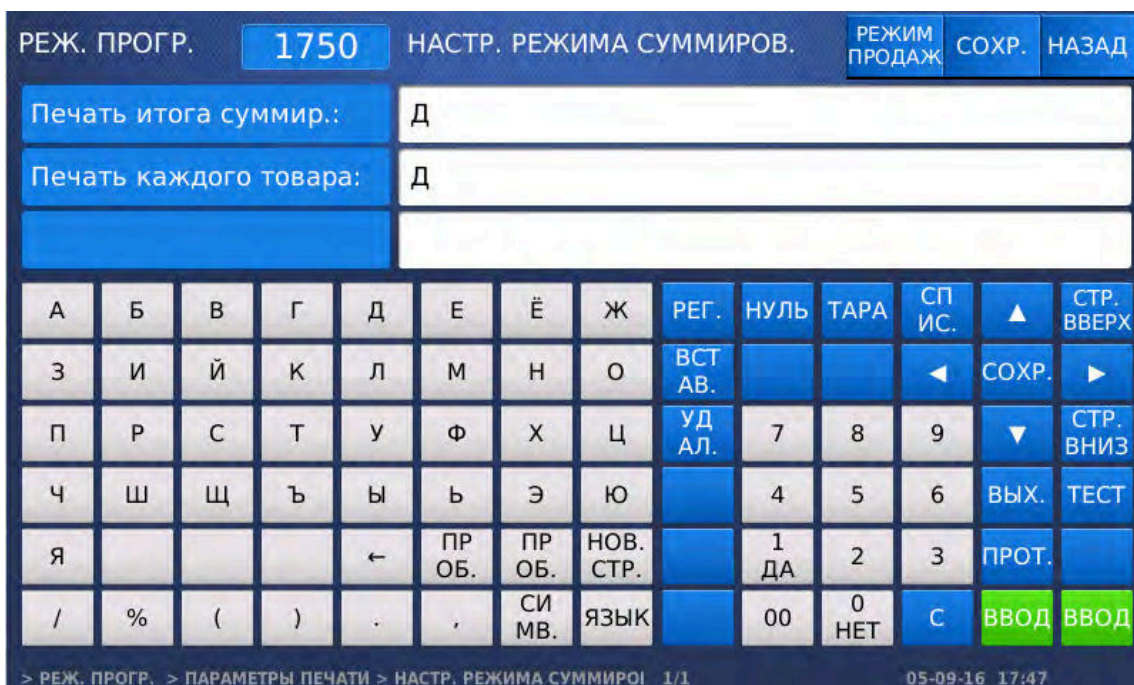 РЕЖ. ПРОГР. 1750 НАСТР. РЕЖИМА СУММИРОВ. РЕЖИМ ПРОДАЖ СОХР. НАЗАД
Печать итога суммир.: Д
Печать каждого товара: Д
А Б В Г Д Е Ё Ж РЕГ. НУЛЬ ТАРА СП ИС. ▲ СТР. ВВЕРХ
З И Й К Л М Н О ВСТ АВ. ◀ СОХР. ▶
П Р С Т У Ф Х Ц УД АЛ. 7 8 9 ▼ СТР. ВНИЗ
Ч Ш Щ Ъ Ы Ь Э Ю 4 5 6 ВЫХ. ТЕСТ
Я ← ПР ОБ. ПР ОБ. НОВ. СТР. 1 ДА 2 3 ПРОТ.
/ % ( ) . , СИ МВ. ЯЗЫК 00 0 НЕТ С ВВОД ВВОД
> РЕЖ. ПРОГР. > ПАРАМЕТРЫ ПЕЧАТИ > НАСТР. РЕЖИМА СУММИРОІ 1/1 05-09-16 17:47